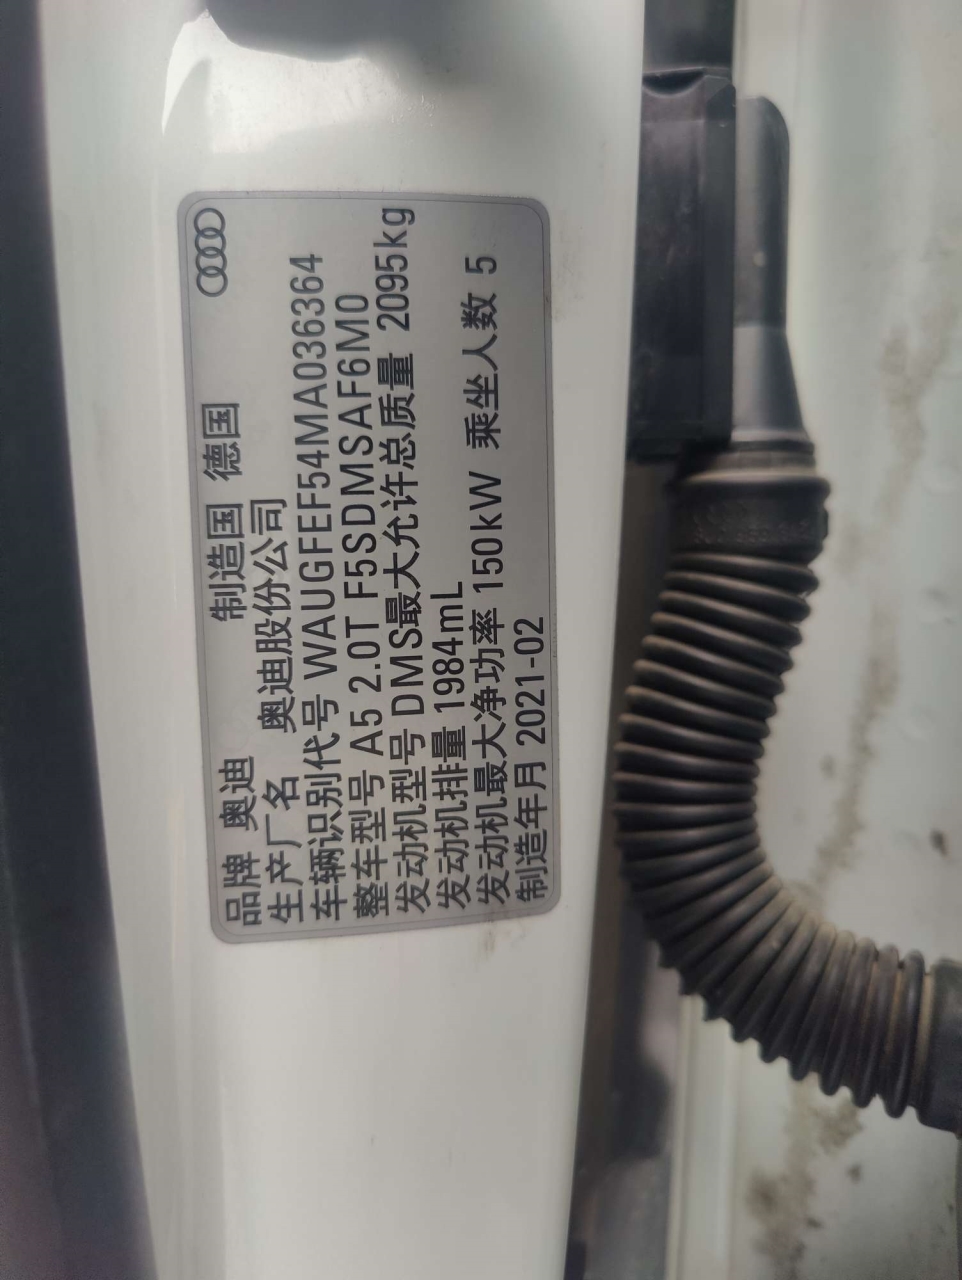 品牌 奥迪 制造国 德国
生产厂名 奥迪股份公司
车辆识别代号 WAUGFEF54MA036364
整车型号 A5 2.0T F5SDMSAF6M0
发动机型号 DMS最大允许总质量 2095kg
发动机排量 1984mL
发动机最大净功率 150kW 乘坐人数 5
制造年月 2021-02